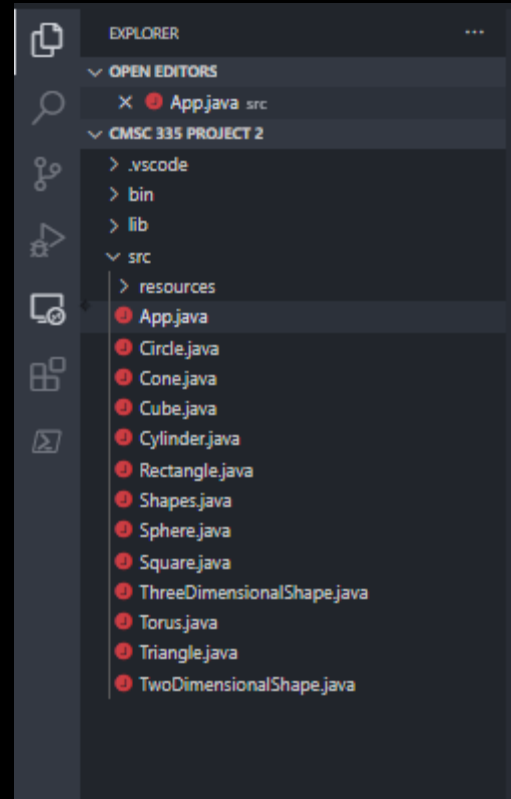 EXPLORER ...
OPEN EDITORS
App.java src
CMSC 335 PROJECT 2
.vscode
bin
lib
src
resources
App.java
Circle.java
Cone.java
Cube.java
Cylinder.java
Rectangle.java
Shapes.java
Sphere.java
Square.java
ThreeDimensionalShape.java
Torus.java
Triangle.java
TwoDimensionalShape.java